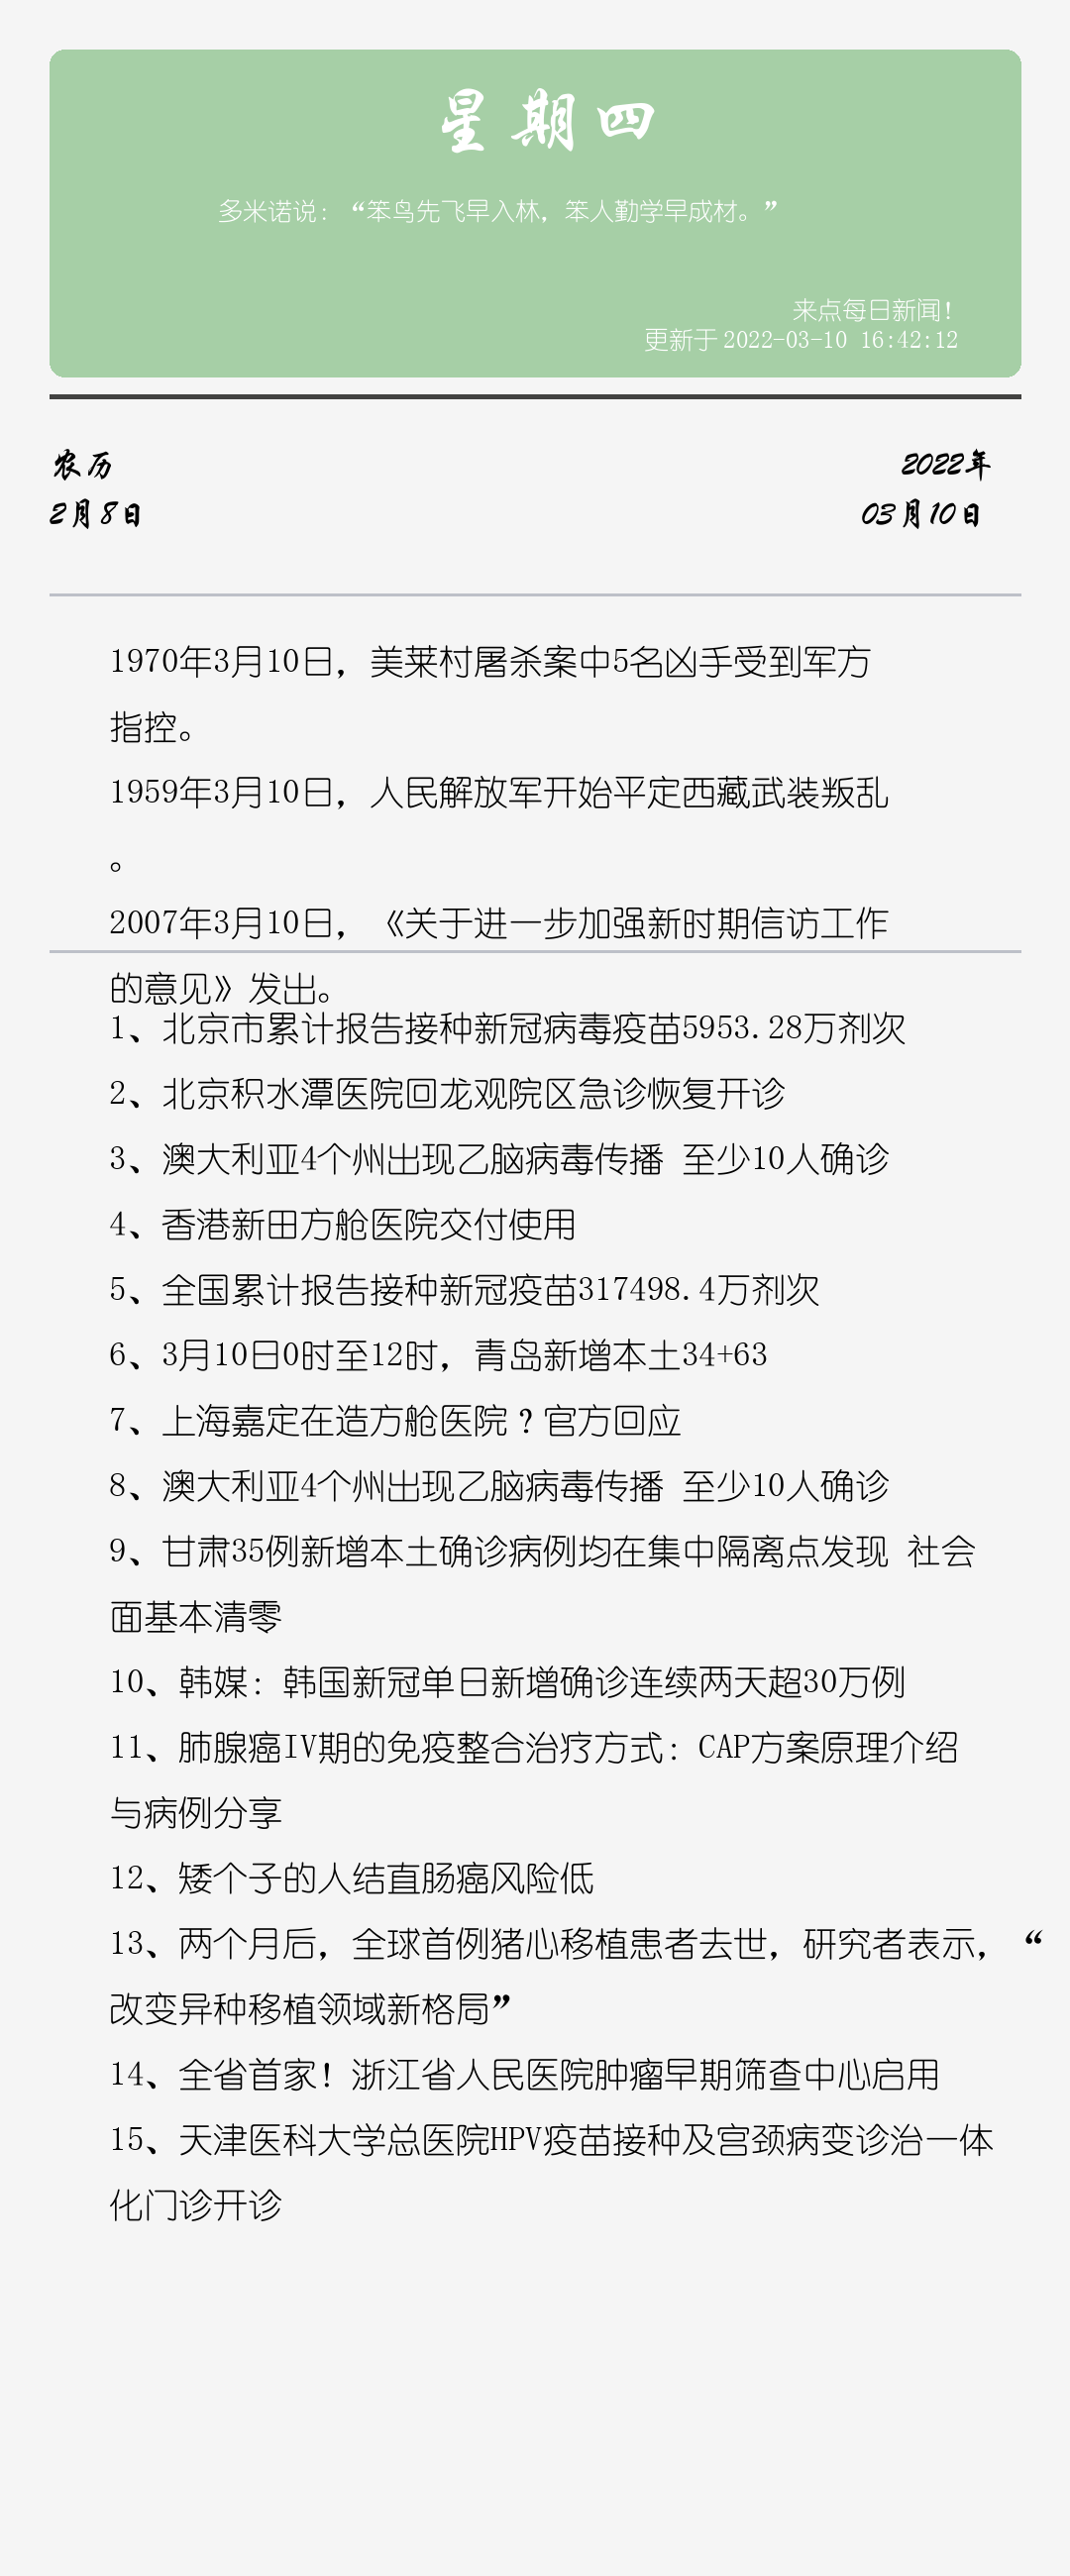 星期四
多米诺说：“笨鸟先飞早入林，笨人勤学早成材。”
来点每日新闻！
更新于 2022-03-10 16:42:12
农历
2022年
2月8日
03月10日
1970年3月10日，美莱村屠杀案中5名凶手受到军方
指控。
1959年3月10日，人民解放军开始平定西藏武装叛乱
。
2007年3月10日，《关于进一步加强新时期信访工作
的意见》发出。
1、北京市累计报告接种新冠病毒疫苗5953.28万剂次
2、北京积水潭医院回龙观院区急诊恢复开诊
3、澳大利亚4个州出现乙脑病毒传播 至少10人确诊
4、香港新田方舱医院交付使用
5、全国累计报告接种新冠疫苗317498.4万剂次
6、3月10日0时至12时，青岛新增本土34+63
7、上海嘉定在造方舱医院？官方回应
8、澳大利亚4个州出现乙脑病毒传播 至少10人确诊
9、甘肃35例新增本土确诊病例均在集中隔离点发现 社会
面基本清零
10、韩媒：韩国新冠单日新增确诊连续两天超30万例
11、肺腺癌IV期的免疫整合治疗方式：CAP方案原理介绍
与病例分享
12、矮个子的人结直肠癌风险低
13、两个月后，全球首例猪心移植患者去世，研究者表示，“
改变异种移植领域新格局”
14、全省首家！浙江省人民医院肿瘤早期筛查中心启用
15、天津医科大学总医院HPV疫苗接种及宫颈病变诊治一体
化门诊开诊